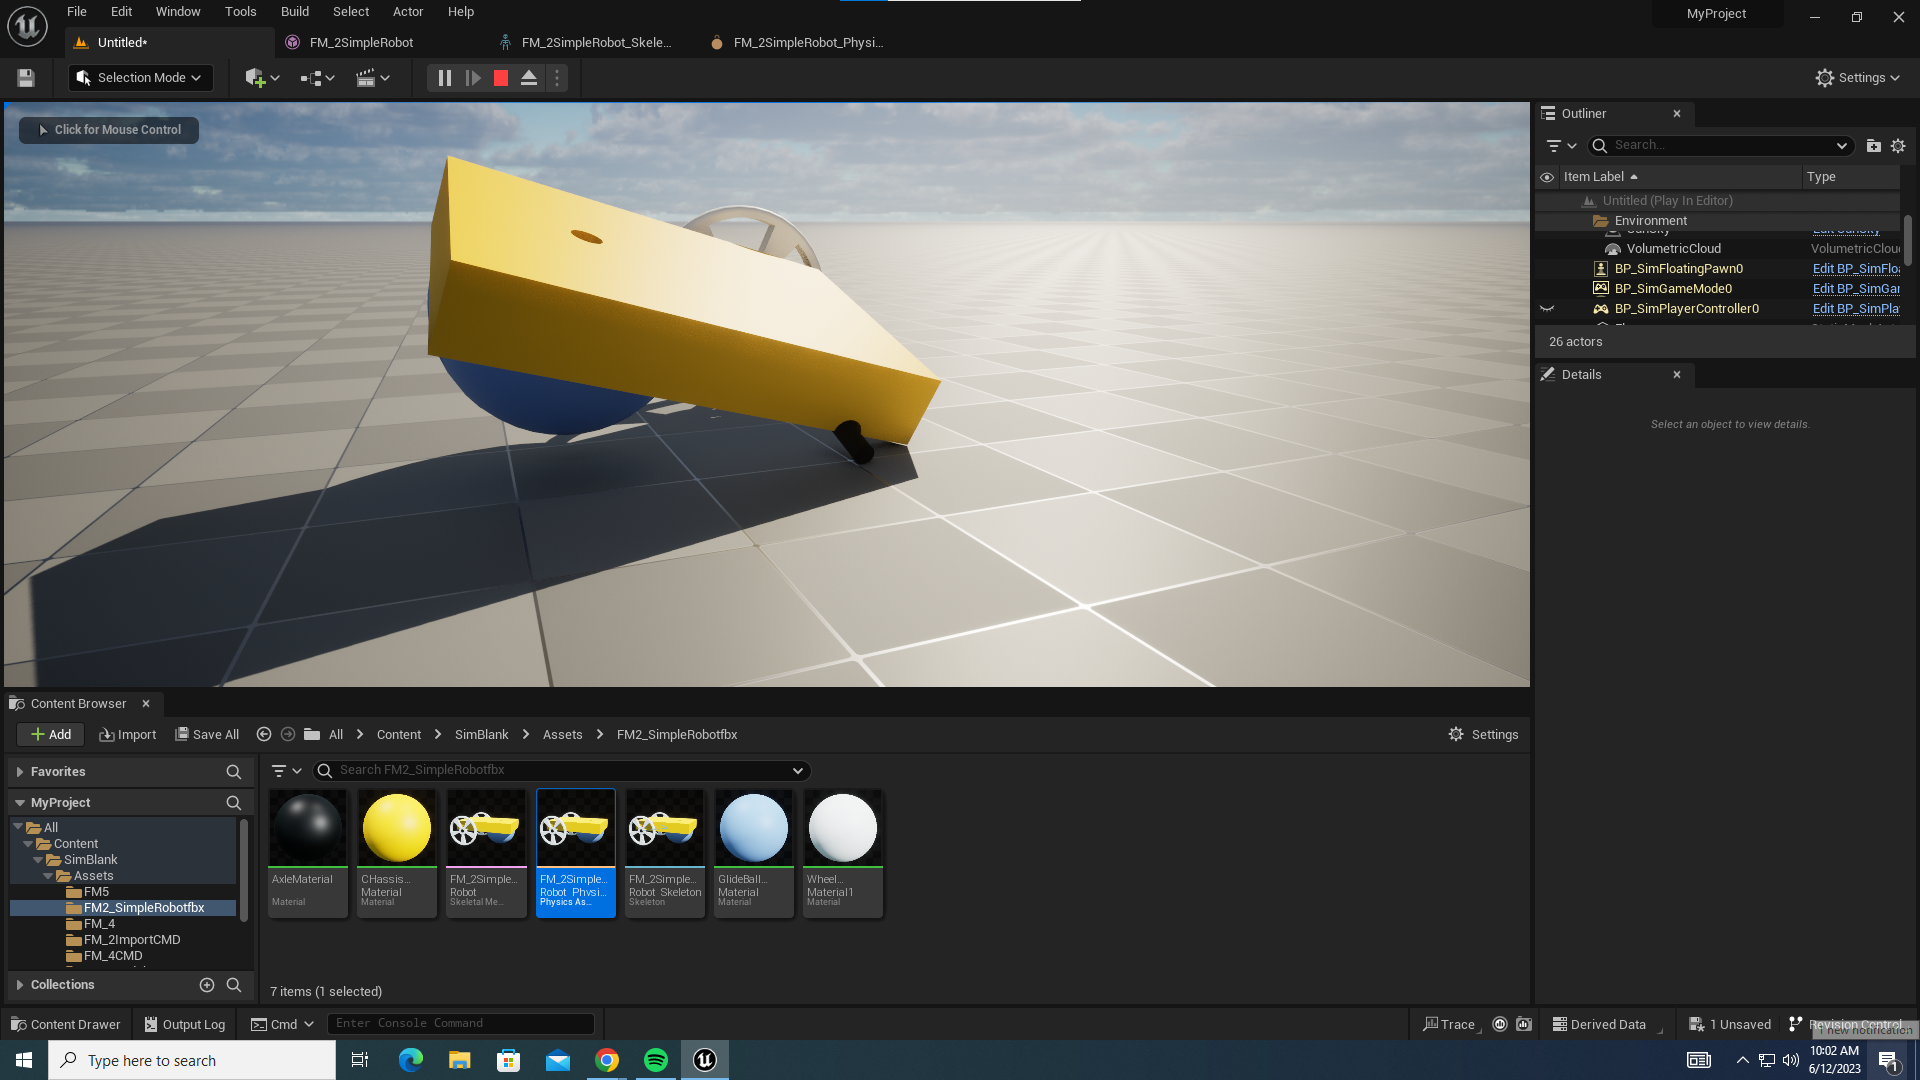 File Edit Window Tools Build Select Actor Help
MyProject
Untitled*
FM_2SimpleRobot
FM_2SimpleRobot_Skele...
FM_2SimpleRobot_Physi...
Selection Mode
Settings
Click for Mouse Control
Outliner
Search...
Item Label
Type
Untitled (Play In Editor)
Environment
VolumetricCloud
VolumetricClou
BP_SimFloatingPawn0
Edit BP_SimFloa
BP_SimGameMode0
Edit BP_SimGar
BP_SimPlayerController0
Edit BP_SimPla
26 actors
Details
Select an object to view details.
Content Browser
Add
Import
Save All
All
Content
SimBlank
Assets
FM2_SimpleRobotfbx
Settings
Favorites
Search FM2_SimpleRobotfbx
MyProject
All
Content
SimBlank
Assets
FM5
FM2_SimpleRobotfbx
FM_4
FM_2ImportCMD
FM_4CMD
Collections
AxleMaterial
Material
CHassis...
Material
Material
FM_2Simple...
Robot
Skeletal Me...
FM_2Simple...
Robot_Physi...
Physics As...
FM_2Simple...
Robot_Skeleton
Skeleton
GlideBall...
Material
Material
Wheel...
Material1
Material
7 items (1 selected)
Content Drawer
Output Log
Cmd
Enter Console Command
Trace
Derived Data
1 Unsaved
Revision Control
1 new notification
Type here to search
10:02 AM
6/12/2023
1